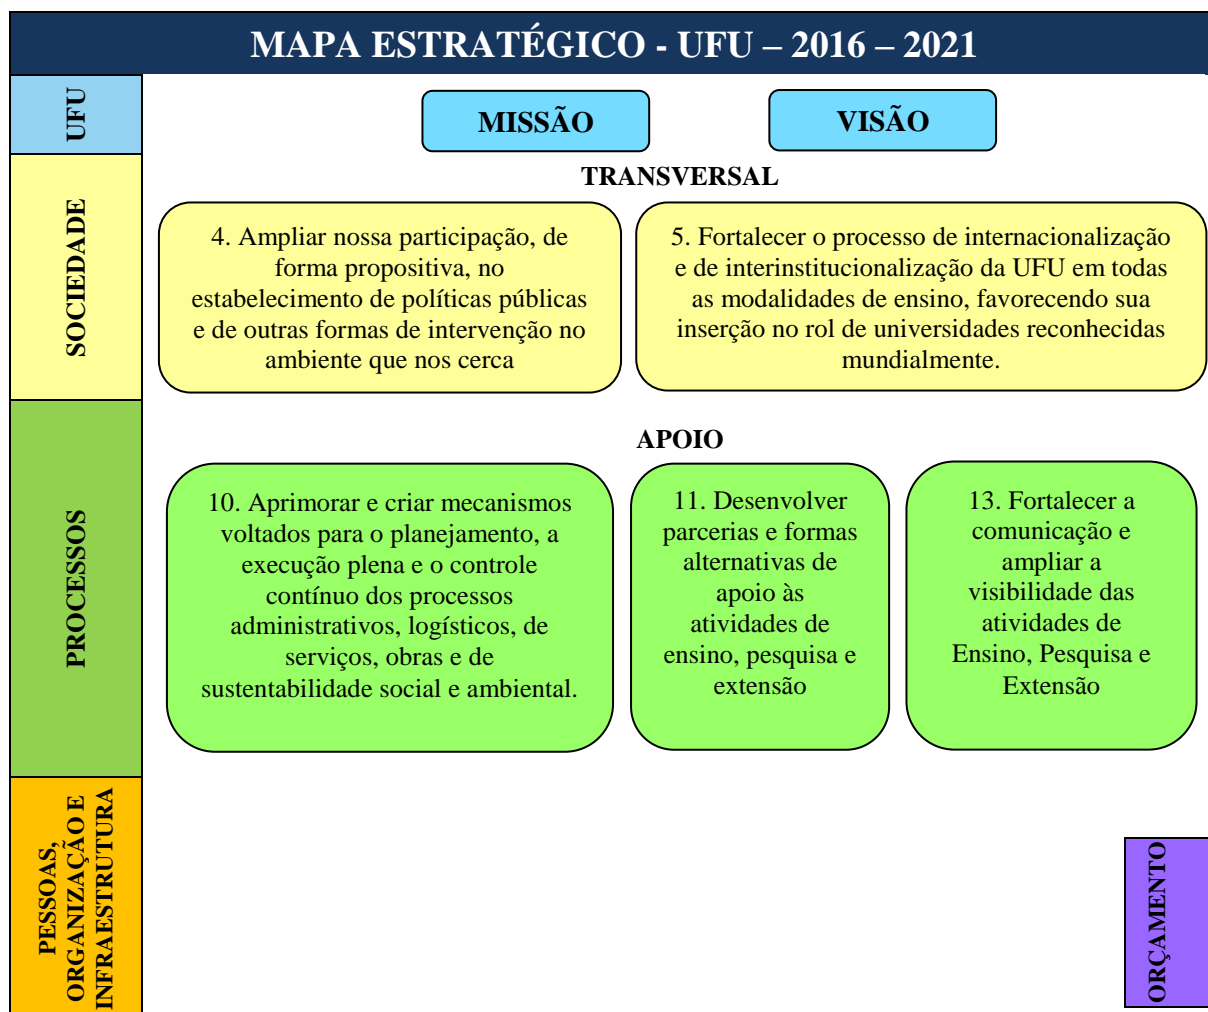 MAPA ESTRATÉGICO - UFU – 2016 – 2021
UFU
MISSÃO
VISÃO
SOCIEDADE
TRANSVERSAL
4. Ampliar nossa participação, de
forma propositiva, no
estabelecimento de políticas públicas
e de outras formas de intervenção no
ambiente que nos cerca
5. Fortalecer o processo de internacionalização
e de interinstitucionalização da UFU em todas
as modalidades de ensino, favorecendo sua
inserção no rol de universidades reconhecidas
mundialmente.
PROCESSOS
APOIO
10. Aprimorar e criar mecanismos
voltados para o planejamento, a
execução plena e o controle
contínuo dos processos
administrativos, logísticos, de
serviços, obras e de
sustentabilidade social e ambiental.
11. Desenvolver
parcerias e formas
alternativas de
apoio às
atividades de
ensino, pesquisa e
extensão
13. Fortalecer a
comunicação e
ampliar a
visibilidade das
atividades de
Ensino, Pesquisa e
Extensão
PESSOAS,
ORGANIZAÇÃO E
INFRAESTRUTURA
ORÇAMENTO